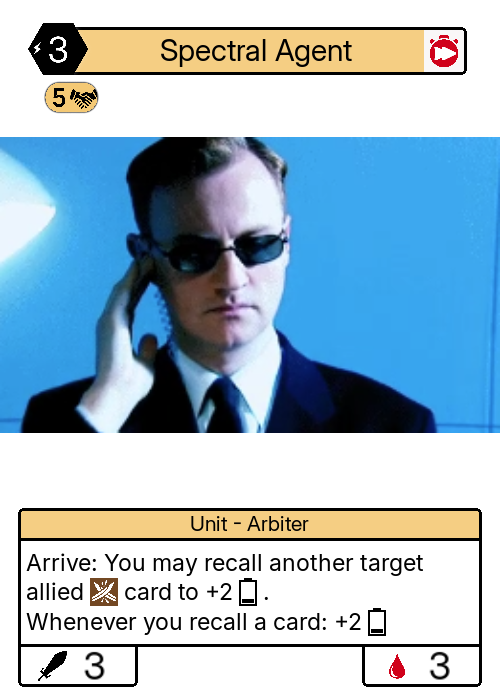 3
Spectral Agent
5
Unit - Arbiter
Arrive: You may recall another target
allied card to +2 .
Whenever you recall a card: +2
3
3